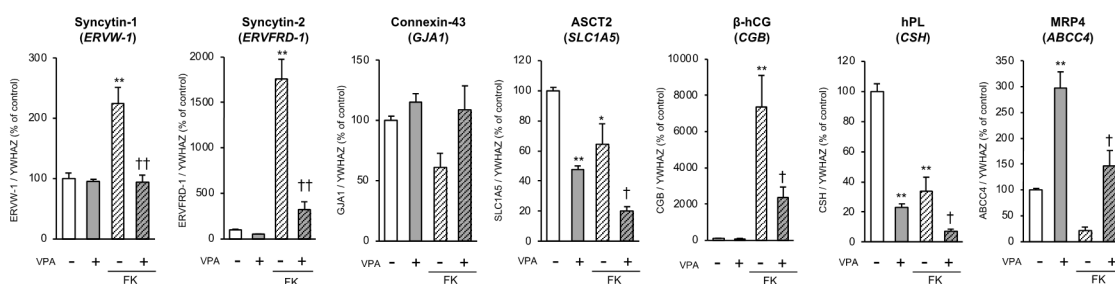 Syncytin-1
(ERVW-1)
ERVW-1 / YWHAZ (% of control)
300
200
100
0
**
††
VPA - + - +
FK
Syncytin-2
(ERVFRD-1)
ERVFRD-1 / YWHAZ (% of control)
2000
1500
1000
500
0
**
††
VPA - + - +
FK
Connexin-43
(GJA1)
GJA1 / YWHAZ (% of control)
150
100
50
0
VPA - + - +
FK
ASCT2
(SLC1A5)
SLC1A5 / YWHAZ (% of control)
120
100
80
60
40
20
0
**
*
†
VPA - + - +
FK
β-hCG
(CGB)
CGB / YWHAZ (% of control)
10000
8000
6000
4000
2000
0
**
†
VPA - + - +
FK
hPL
(CSH)
CSH / YWHAZ (% of control)
120
100
80
60
40
20
0
**
**
†
VPA - + - +
FK
MRP4
(ABCC4)
ABCC4 / YWHAZ (% of control)
350
300
250
200
150
100
50
0
**
†
VPA - + - +
FK